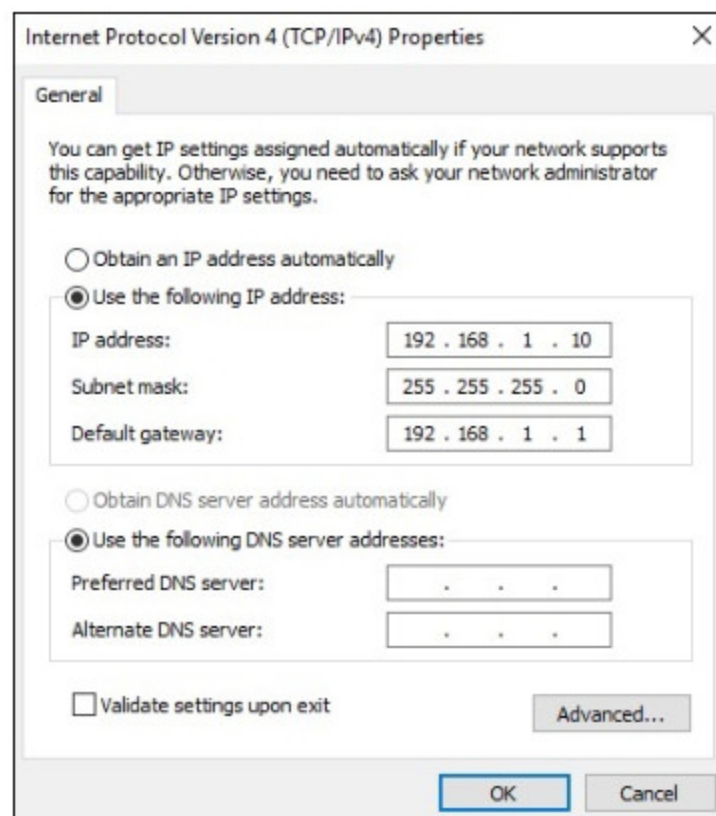 Internet Protocol Version 4 (TCP/IPv4) Properties
General
You can get IP settings assigned automatically if your network supports
this capability. Otherwise, you need to ask your network administrator
for the appropriate IP settings.
Obtain an IP address automatically
Use the following IP address:
IP address: 192 . 168 . 1 . 10
Subnet mask: 255 . 255 . 255 . 0
Default gateway: 192 . 168 . 1 . 1
Obtain DNS server address automatically
Use the following DNS server addresses:
Preferred DNS server: . . .
Alternate DNS server: . . .
Validate settings upon exit
Advanced...
OK Cancel